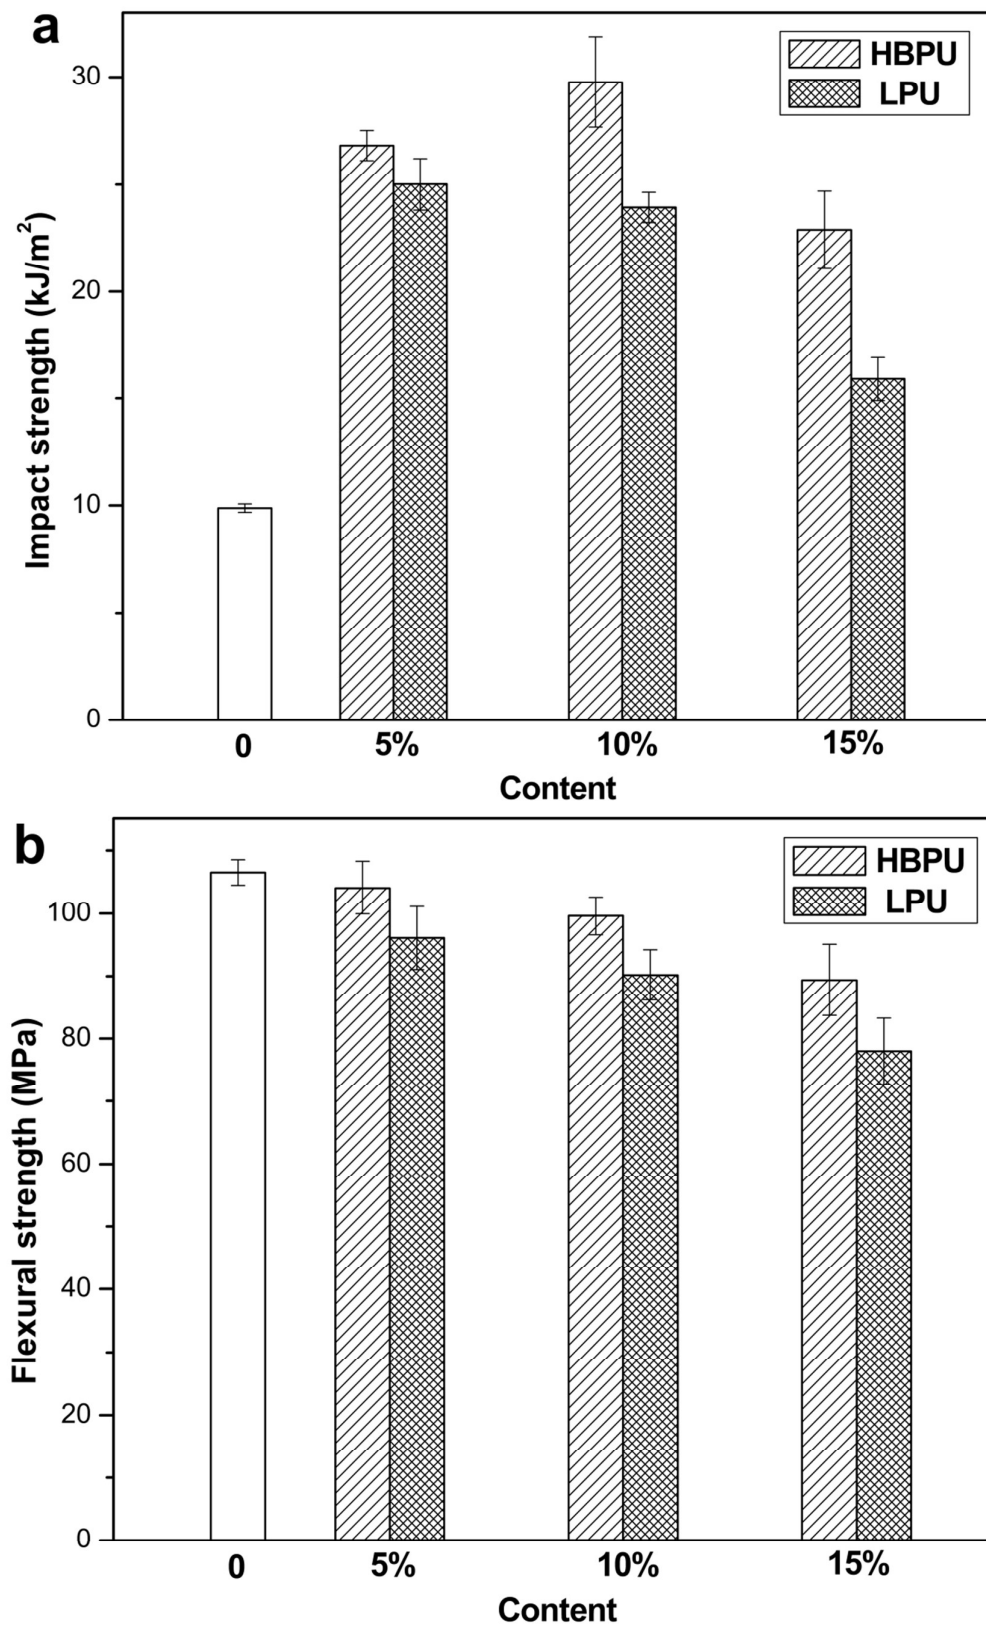 a
HBPU
LPU
30
20
10
0
Impact strength (kJ/m²)
0 5% 10% 15%
Content
b
HBPU
LPU
100
80
60
40
20
0
Flexural strength (MPa)
0 5% 10% 15%
Content